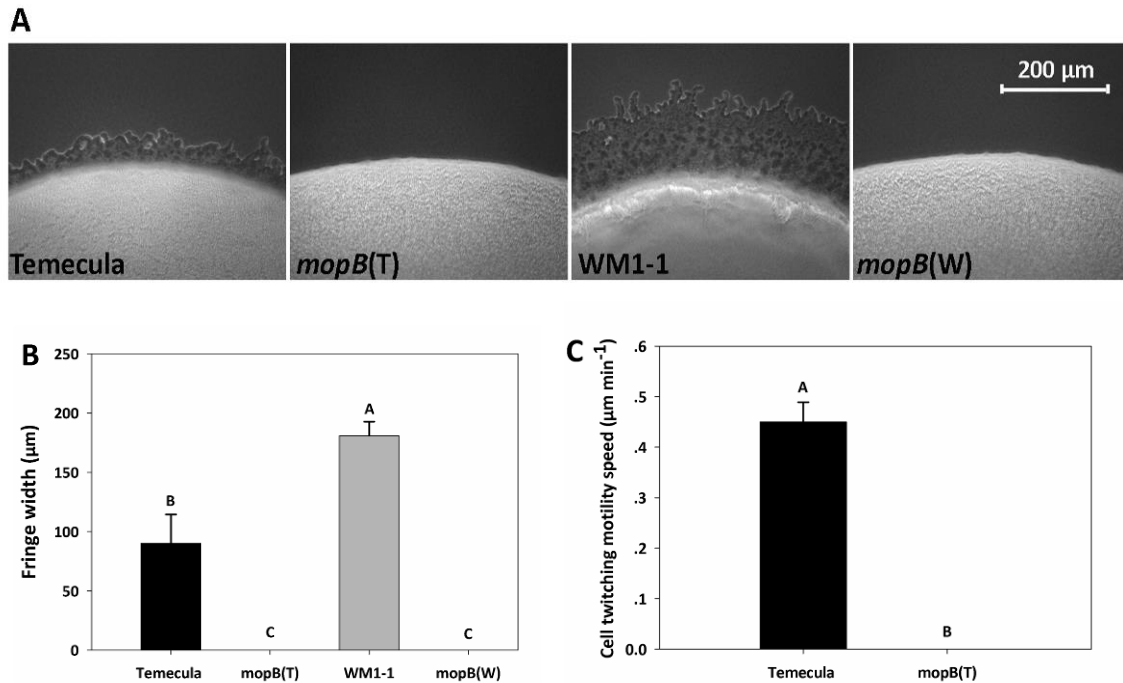 A
200 µm
Temecula
mopB(T)
WM1-1
mopB(W)
B
250
200
150
100
50
0
Fringe width (µm)
B
C
A
C
Temecula
mopB(T)
WM1-1
mopB(W)
C
.6
.5
.4
.3
.2
.1
0.0
Cell twitching motility speed (µm min⁻¹)
A
B
Temecula
mopB(T)